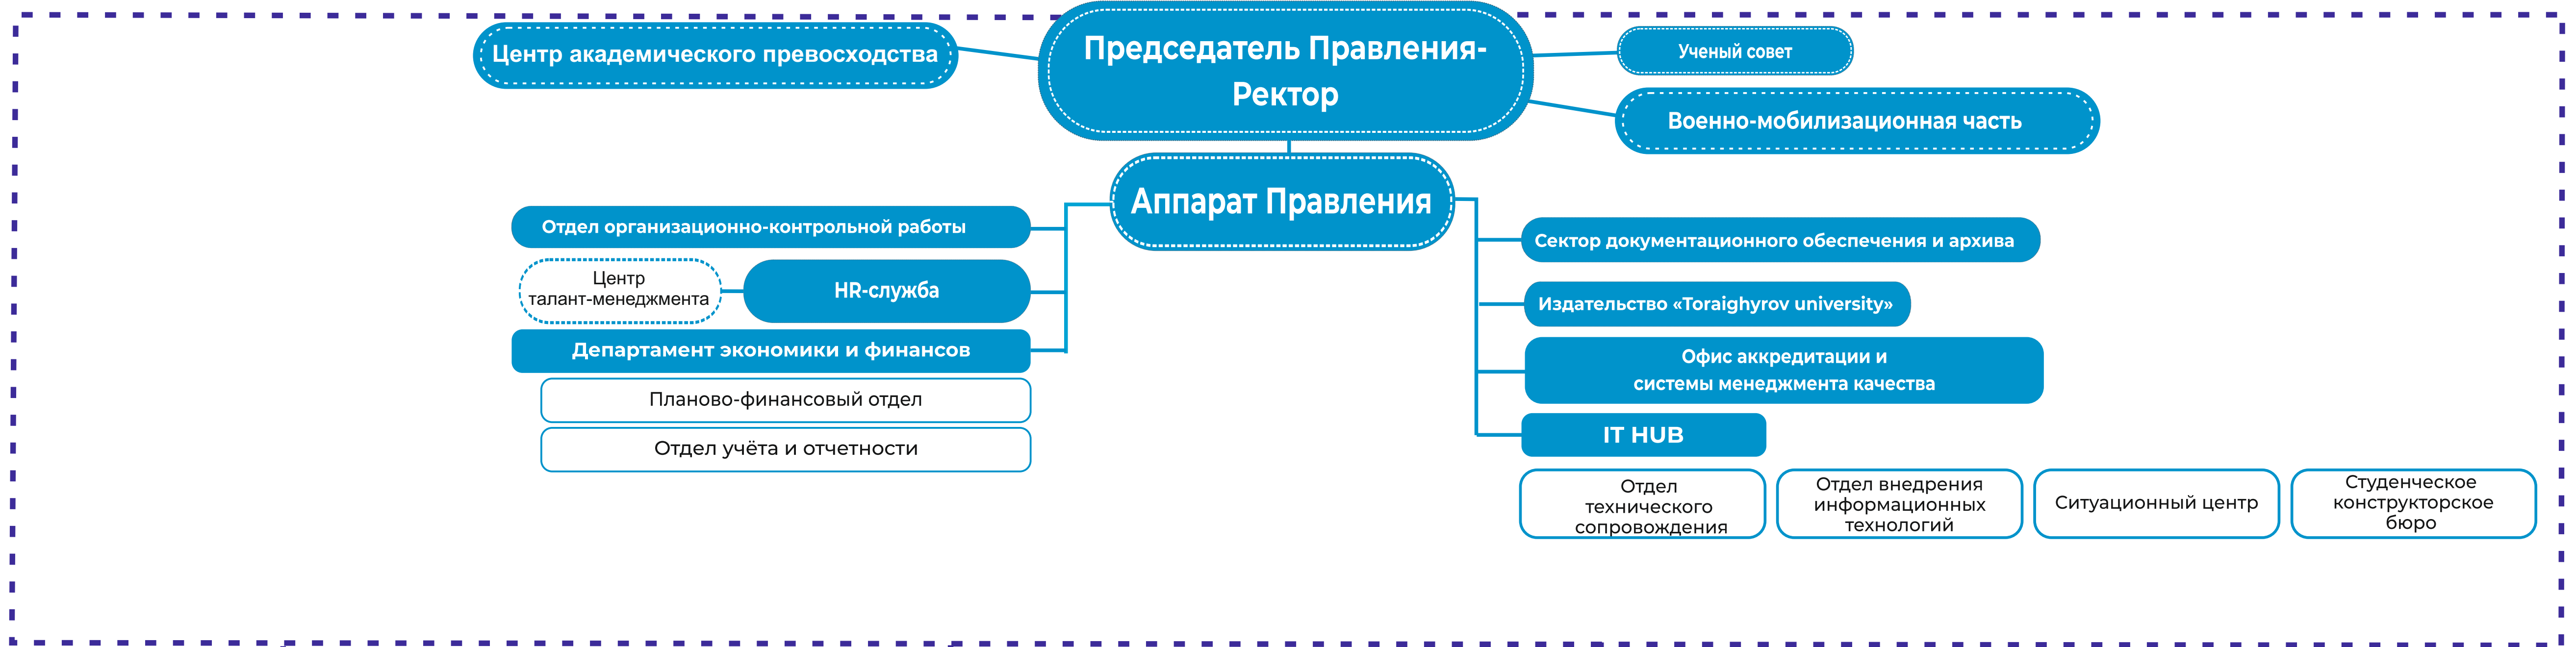 Центр академического превосходства
Председатель Правления-
Ректор
Ученый совет
Военно-мобилизационная часть
Аппарат Правления
Отдел организационно-контрольной работы
Центр
талант-менеджмента
HR-служба
Департамент экономики и финансов
Планово-финансовый отдел
Отдел учёта и отчетности
Сектор документационного обеспечения и архива
Издательство «Toraighyrov university»
Офис аккредитации и
системы менеджмента качества
IT HUB
Отдел
технического
сопровождения
Отдел внедрения
информационных
технологий
Ситуационный центр
Студенческое
конструкторское
бюро